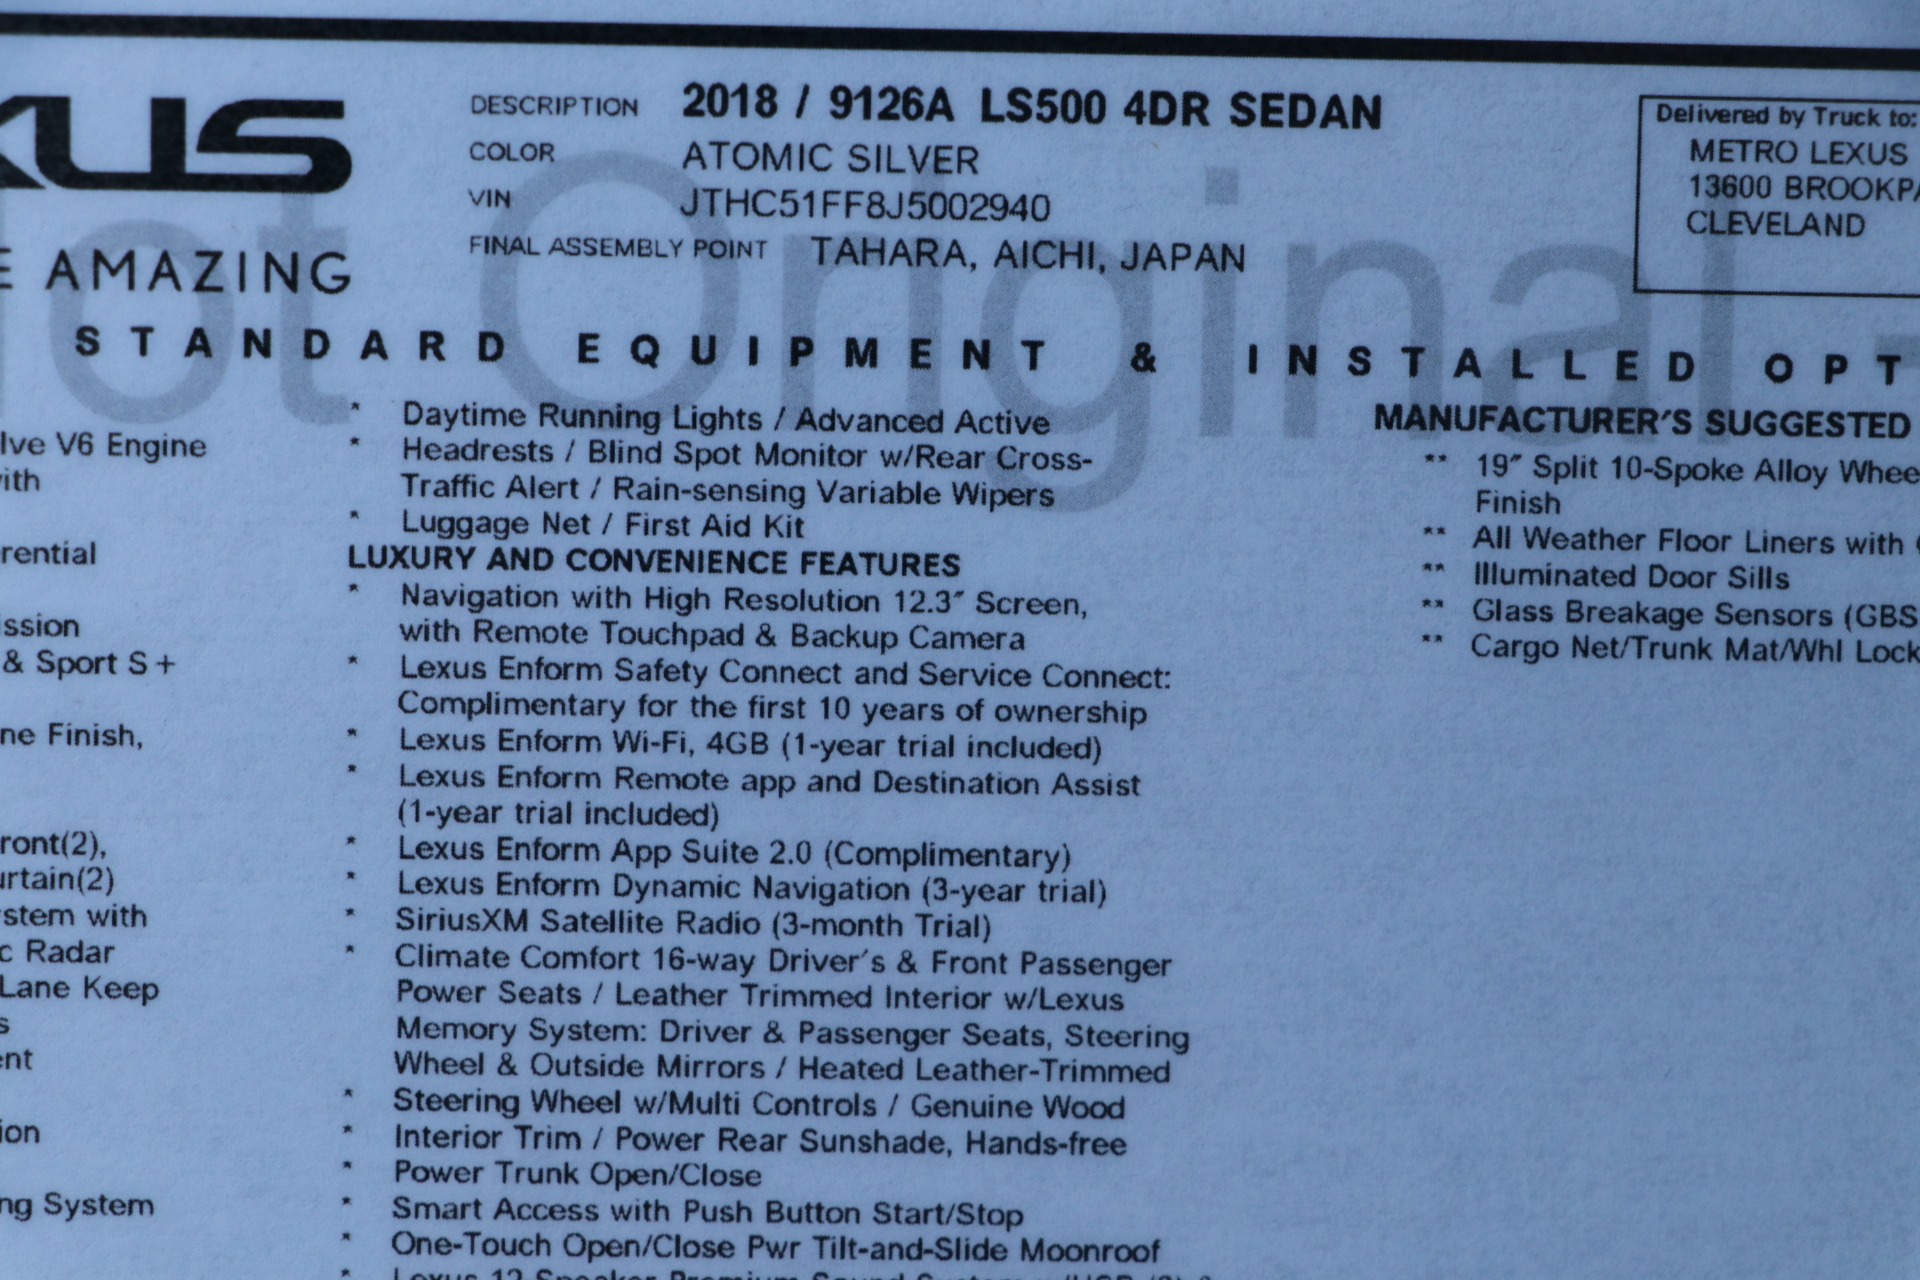 XUS
DESCRIPTION 2018 / 9126A LS500 4DR SEDAN
COLOR ATOMIC SILVER
VIN JTHC51FF8J5002940
FINAL ASSEMBLY POINT TAHARA, AICHI, JAPAN
E AMAZING
Delivered by Truck to:
METRO LEXUS
13600 BROOKPA
CLEVELAND
ot Original -
STANDARD EQUIPMENT & INSTALLED OPT
lve V6 Engine
ith
rential
ission
& Sport S+
ne Finish,
ront(2),
urtain(2)
stem with
c Radar
Lane Keep
s
ent
ion
ng System
* Daytime Running Lights / Advanced Active
* Headrests / Blind Spot Monitor w/Rear Cross-
Traffic Alert / Rain-sensing Variable Wipers
* Luggage Net / First Aid Kit
LUXURY AND CONVENIENCE FEATURES
* Navigation with High Resolution 12.3″ Screen,
with Remote Touchpad & Backup Camera
* Lexus Enform Safety Connect and Service Connect:
Complimentary for the first 10 years of ownership
* Lexus Enform Wi-Fi, 4GB (1-year trial included)
* Lexus Enform Remote app and Destination Assist
(1-year trial included)
* Lexus Enform App Suite 2.0 (Complimentary)
* Lexus Enform Dynamic Navigation (3-year trial)
* SiriusXM Satellite Radio (3-month Trial)
* Climate Comfort 16-way Driver's & Front Passenger
Power Seats / Leather Trimmed Interior w/Lexus
Memory System: Driver & Passenger Seats, Steering
Wheel & Outside Mirrors / Heated Leather-Trimmed
* Steering Wheel w/Multi Controls / Genuine Wood
* Interior Trim / Power Rear Sunshade, Hands-free
* Power Trunk Open/Close
* Smart Access with Push Button Start/Stop
* One-Touch Open/Close Pwr Tilt-and-Slide Moonroof
* Lexus 12 Speaker Premium Sound System
MANUFACTURER'S SUGGESTED
** 19″ Split 10-Spoke Alloy Whee
Finish
** All Weather Floor Liners with
** Illuminated Door Sills
** Glass Breakage Sensors (GBS
** Cargo Net/Trunk Mat/Whl Lock